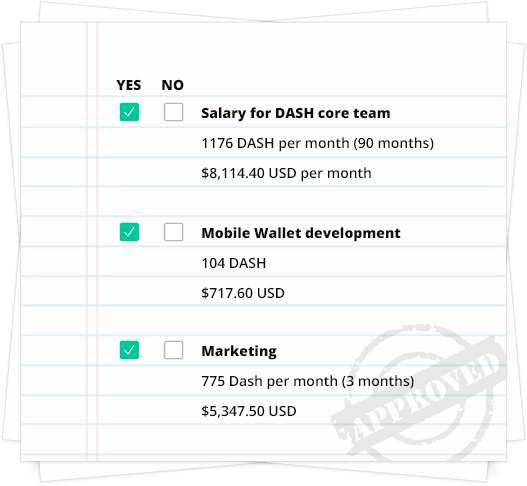 YES NO
Salary for DASH core team
1176 DASH per month (90 months)
$8,114.40 USD per month
Mobile Wallet development
104 DASH
$717.60 USD
Marketing
775 Dash per month (3 months)
$5,347.50 USD
APPROVED